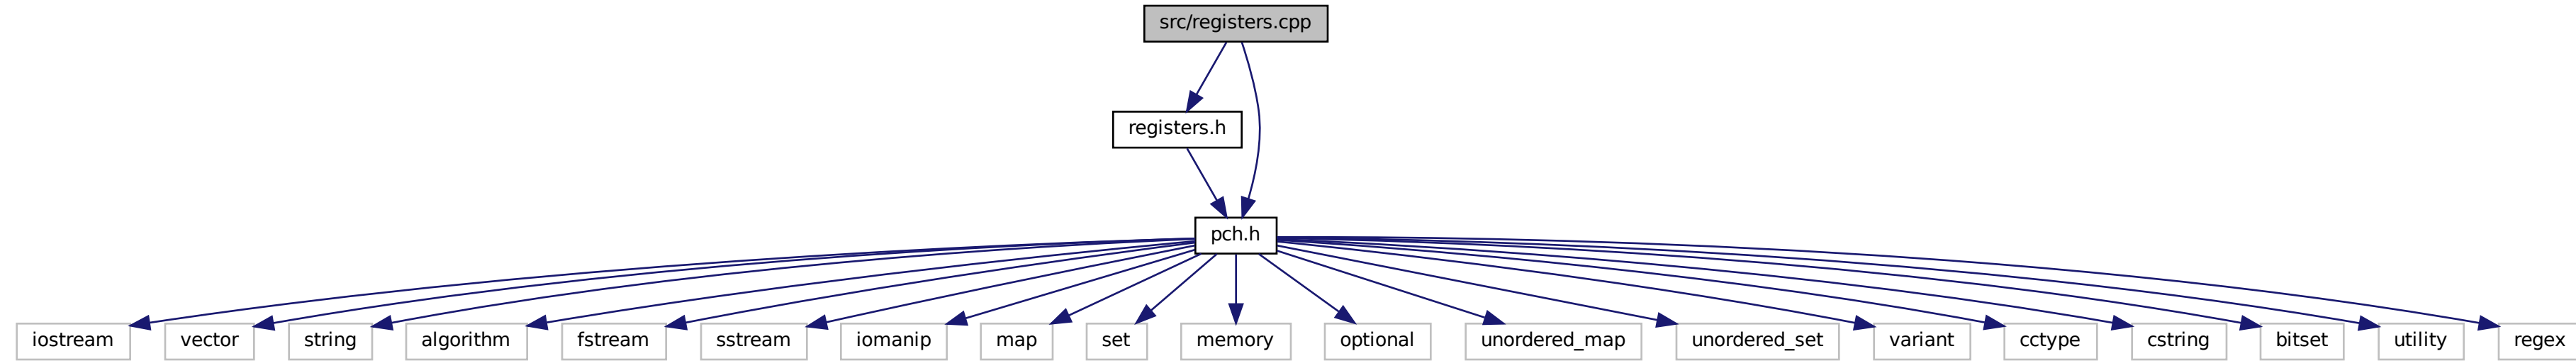 src/registers.cpp
registers.h
pch.h
iostream
vector
string
algorithm
fstream
sstream
iomanip
map
set
memory
optional
unordered_map
unordered_set
variant
cctype
cstring
bitset
utility
regex